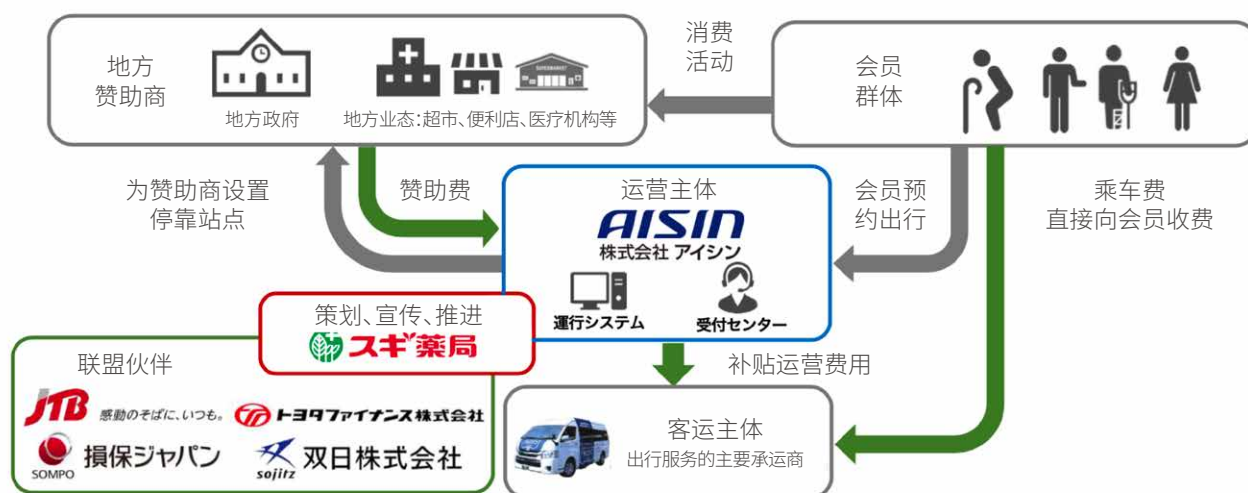 地方
赞助商
地方政府
SUPERMARKET
地方业态:超市、便利店、医疗机构等
消费
活动
会员
群体
为赞助商设置
停靠站点
赞助费
运营主体
AISIN
株式会社 アイシン
運行システム
受付センター
会员预
约出行
乘车费
直接向会员收费
策划、宣传、推进
スギ薬局
联盟伙伴
JTB 感動のそばに、いつも。
トヨタファイナンス株式会社
SOMPO 損保ジャパン
sojitz 双日株式会社
补贴运营费用
客运主体
出行服务的主要承运商